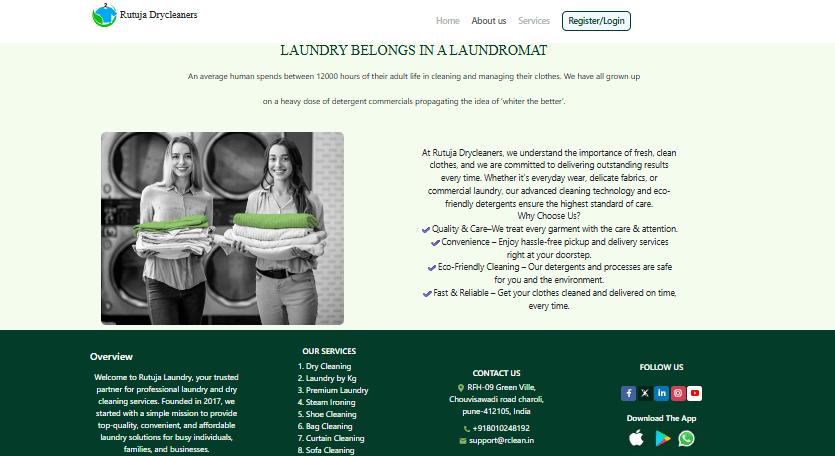 2
Rutuja Drycleaners
Home About us Services Register/Login
LAUNDRY BELONGS IN A LAUNDROMAT
An average human spends between 12000 hours of their adult life in cleaning and managing their clothes. We have all grown up
on a heavy dose of detergent commercials propagating the idea of 'whiter the better'.
At Rutuja Drycleaners, we understand the importance of fresh, clean
clothes, and we are committed to delivering outstanding results
every time. Whether it's everyday wear, delicate fabrics, or
commercial laundry, our advanced cleaning technology and eco-
friendly detergents ensure the highest standard of care.
Why Choose Us?
✔ Quality & Care–We treat every garment with the care & attention.
✔ Convenience – Enjoy hassle-free pickup and delivery services
right at your doorstep.
✔ Eco-Friendly Cleaning – Our detergents and processes are safe
for you and the environment.
✔ Fast & Reliable – Get your clothes cleaned and delivered on time,
every time.
Overview
Welcome to Rutuja Laundry, your trusted
partner for professional laundry and dry
cleaning services. Founded in 2017, we
started with a simple mission to provide
top-quality, convenient, and affordable
laundry solutions for busy individuals,
families, and businesses.
OUR SERVICES
1. Dry Cleaning
2. Laundry by Kg
3. Premium Laundry
4. Steam Ironing
5. Shoe Cleaning
6. Bag Cleaning
7. Curtain Cleaning
8. Sofa Cleaning
CONTACT US
RFH-09 Green Ville,
Chouvisawadi road charoli,
pune-412105, India
+918010248192
support@rclean.in
FOLLOW US
Download The App